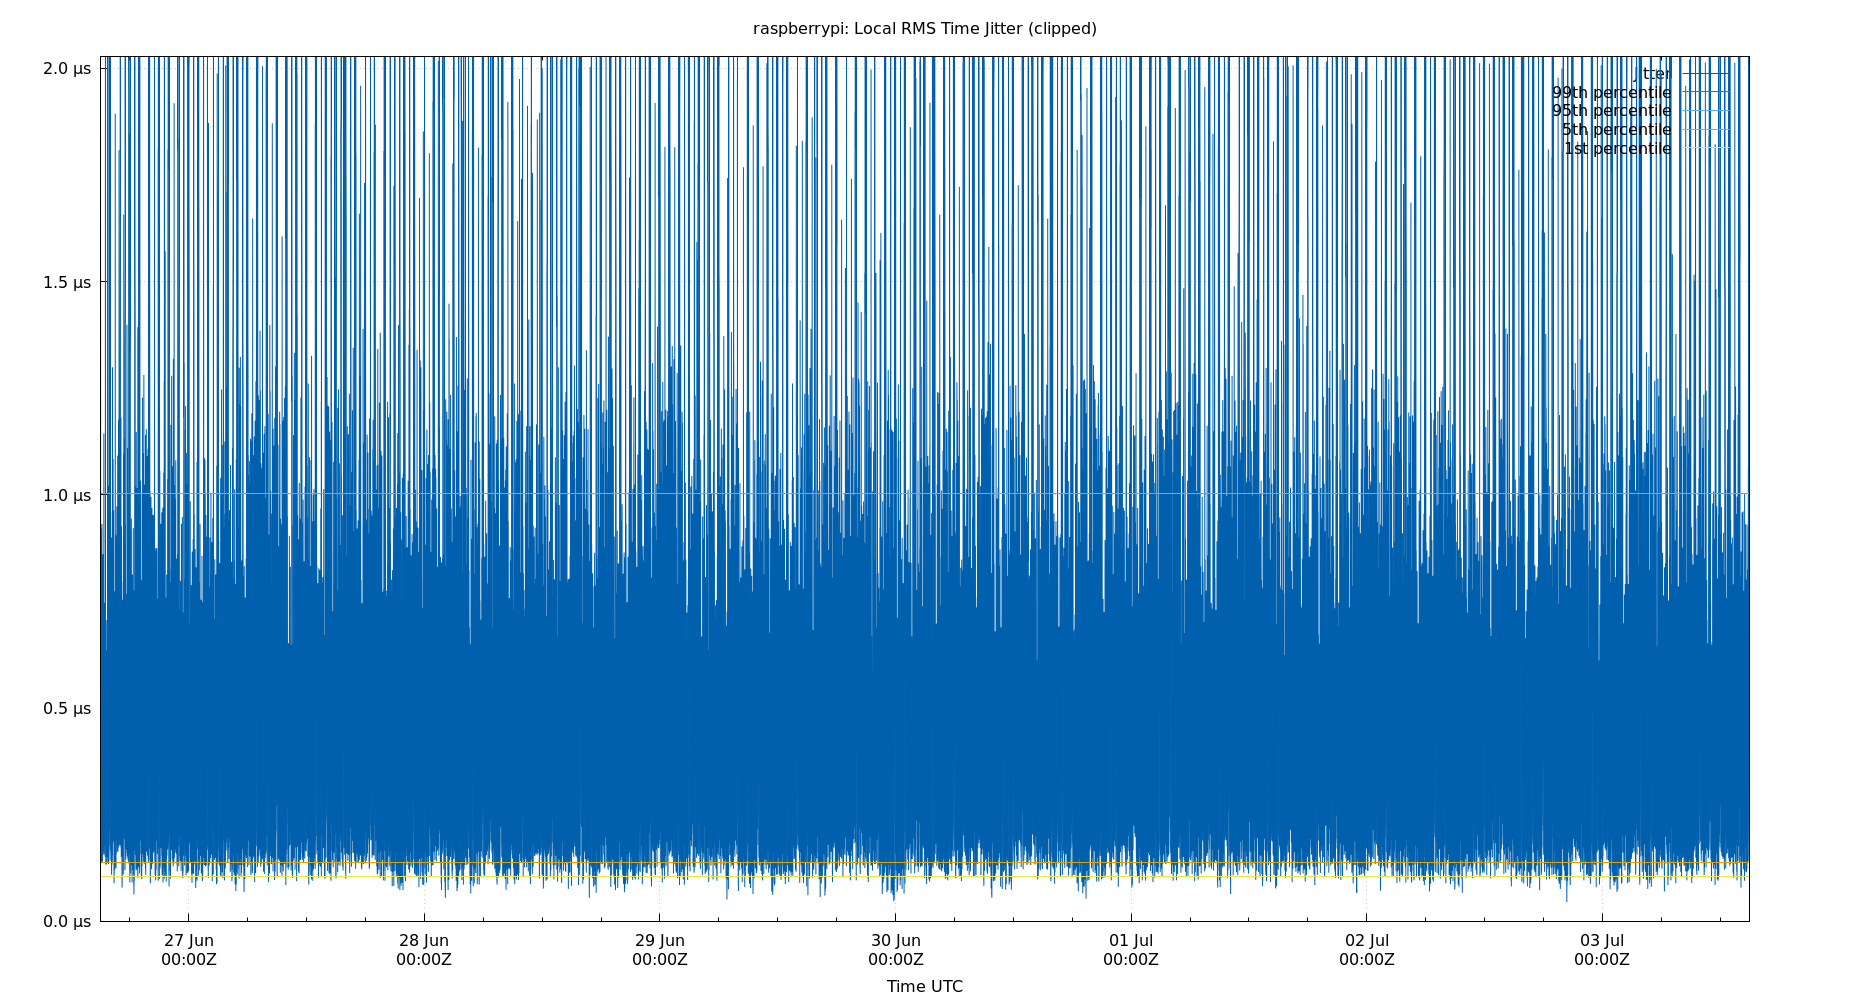 raspberrypi: Local RMS Time Jitter (clipped)
2.0 μs
1.5 μs
1.0 μs
0.5 μs
0.0 μs
jitter
99th percentile
95th percentile
5th percentile
1st percentile
27 Jun
00:00Z
28 Jun
00:00Z
29 Jun
00:00Z
30 Jun
00:00Z
01 Jul
00:00Z
02 Jul
00:00Z
03 Jul
00:00Z
Time UTC